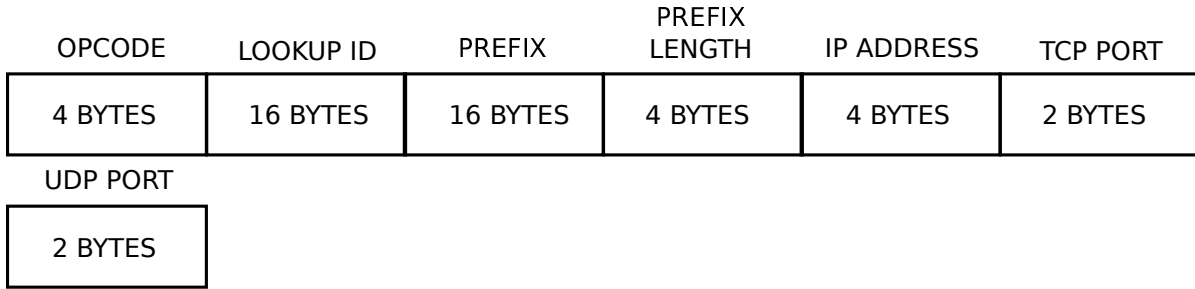 OPCODE LOOKUP ID PREFIX PREFIX LENGTH IP ADDRESS TCP PORT
4 BYTES 16 BYTES 16 BYTES 4 BYTES 4 BYTES 2 BYTES
UDP PORT
2 BYTES